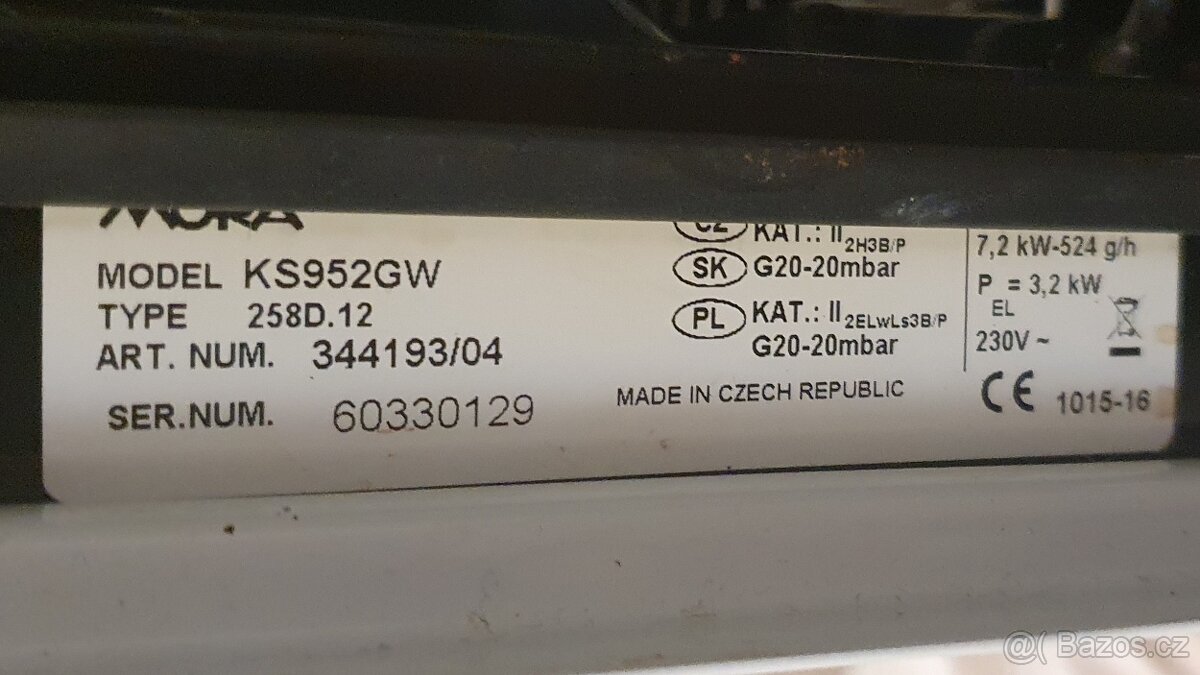 MORA
MODEL KS952GW
TYPE 258D.12
ART. NUM. 344193/04
SER.NUM. 60330129
CZ KAT.: II2H3B/P
SK G20-20mbar
PL KAT.: II2ELwLs3B/P
G20-20mbar
MADE IN CZECH REPUBLIC
7,2 kW-524 g/h
PEL = 3,2 kW
230V ~
CE 1015-16
@( Bazos.cz